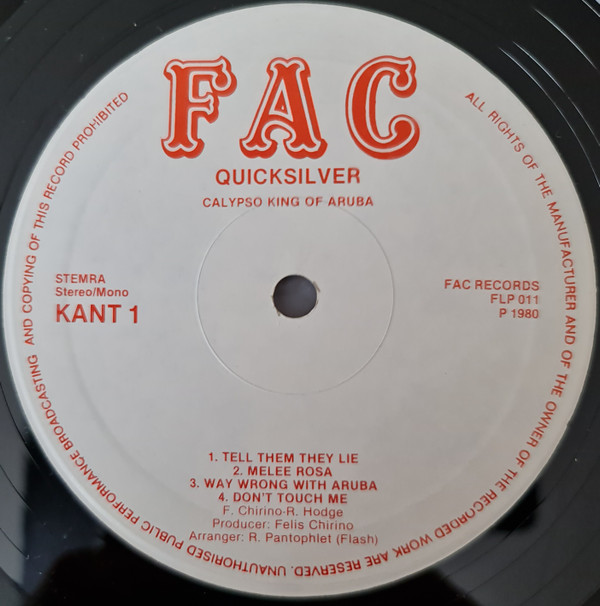 FAC
QUICKSILVER
CALYPSO KING OF ARUBA
STEMRA
Stereo/Mono
KANT 1
FAC RECORDS
FLP 011
P 1980
1. TELL THEM THEY LIE
2. MELEE ROSA
3. WAY WRONG WITH ARUBA
4. DON'T TOUCH ME
F. Chirino-R. Hodge
Producer: Felis Chirino
Arranger: R. Pantophlet (Flash)
ALL RIGHTS OF THE MANUFACTURER AND OF THE OWNER OF THE RECORDED WORK ARE RESERVED. UNAUTHORISED PUBLIC PERFORMANCE BROADCASTING AND COPYING OF THIS RECORD PROHIBITED